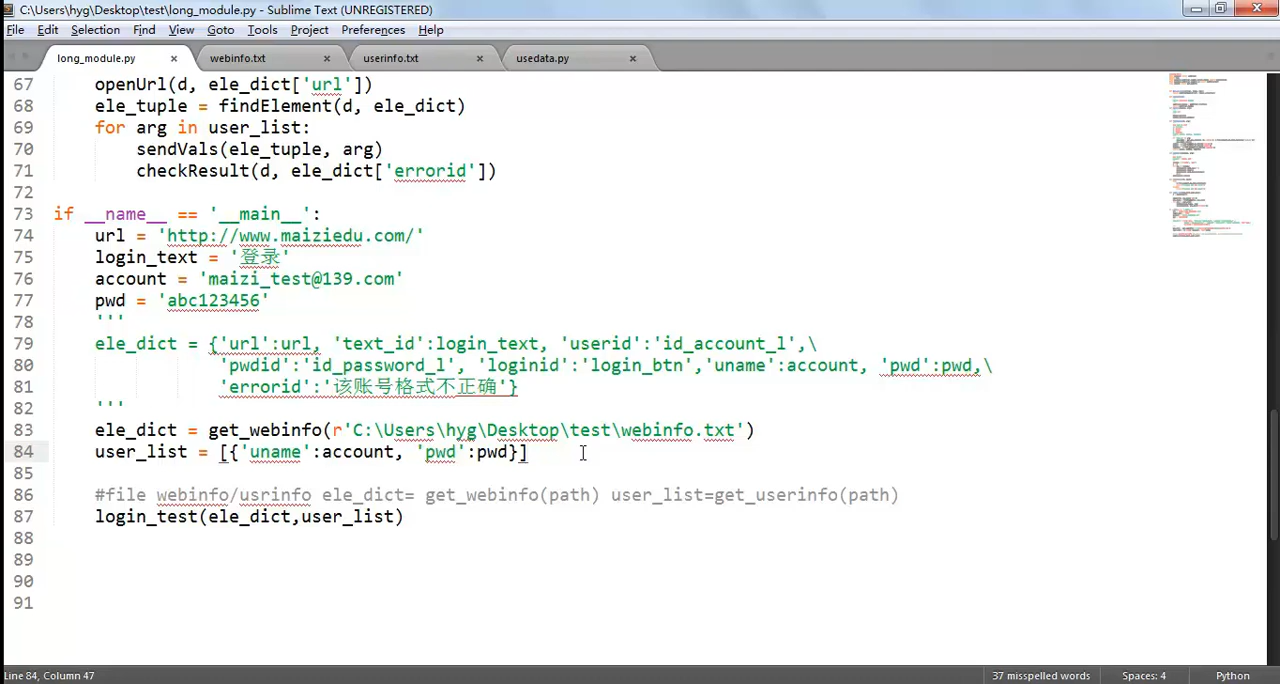 C:\Users\hyg\Desktop\test\long_module.py - Sublime Text (UNREGISTERED)
File Edit Selection Find View Goto Tools Project Preferences Help
long_module.py webinfo.txt userinfo.txt usedata.py
67 openUrl(d, ele_dict['url'])
68 ele_tuple = findElement(d, ele_dict)
69 for arg in user_list:
70 sendVals(ele_tuple, arg)
71 checkResult(d, ele_dict['errorid'])
72
73 if __name__ == '__main__':
74 url = 'http://www.maiziedu.com/'
75 login_text = '登录'
76 account = 'maizi_test@139.com'
77 pwd = 'abc123456'
78 '''
79 ele_dict = {'url':url, 'text_id':login_text, 'userid':'id_account_l',\
80 'pwdid':'id_password_l', 'loginid':'login_btn','uname':account, 'pwd':pwd,\
81 'errorid':'该账号格式不正确'}
82 '''
83 ele_dict = get_webinfo(r'C:\Users\hyg\Desktop\test\webinfo.txt')
84 user_list = [{'uname':account, 'pwd':pwd}]
85
86 #file webinfo/usrinfo ele_dict= get_webinfo(path) user_list=get_userinfo(path)
87 login_test(ele_dict,user_list)
88
89
90
91
Line 84, Column 47 37 misspelled words Spaces: 4 Python